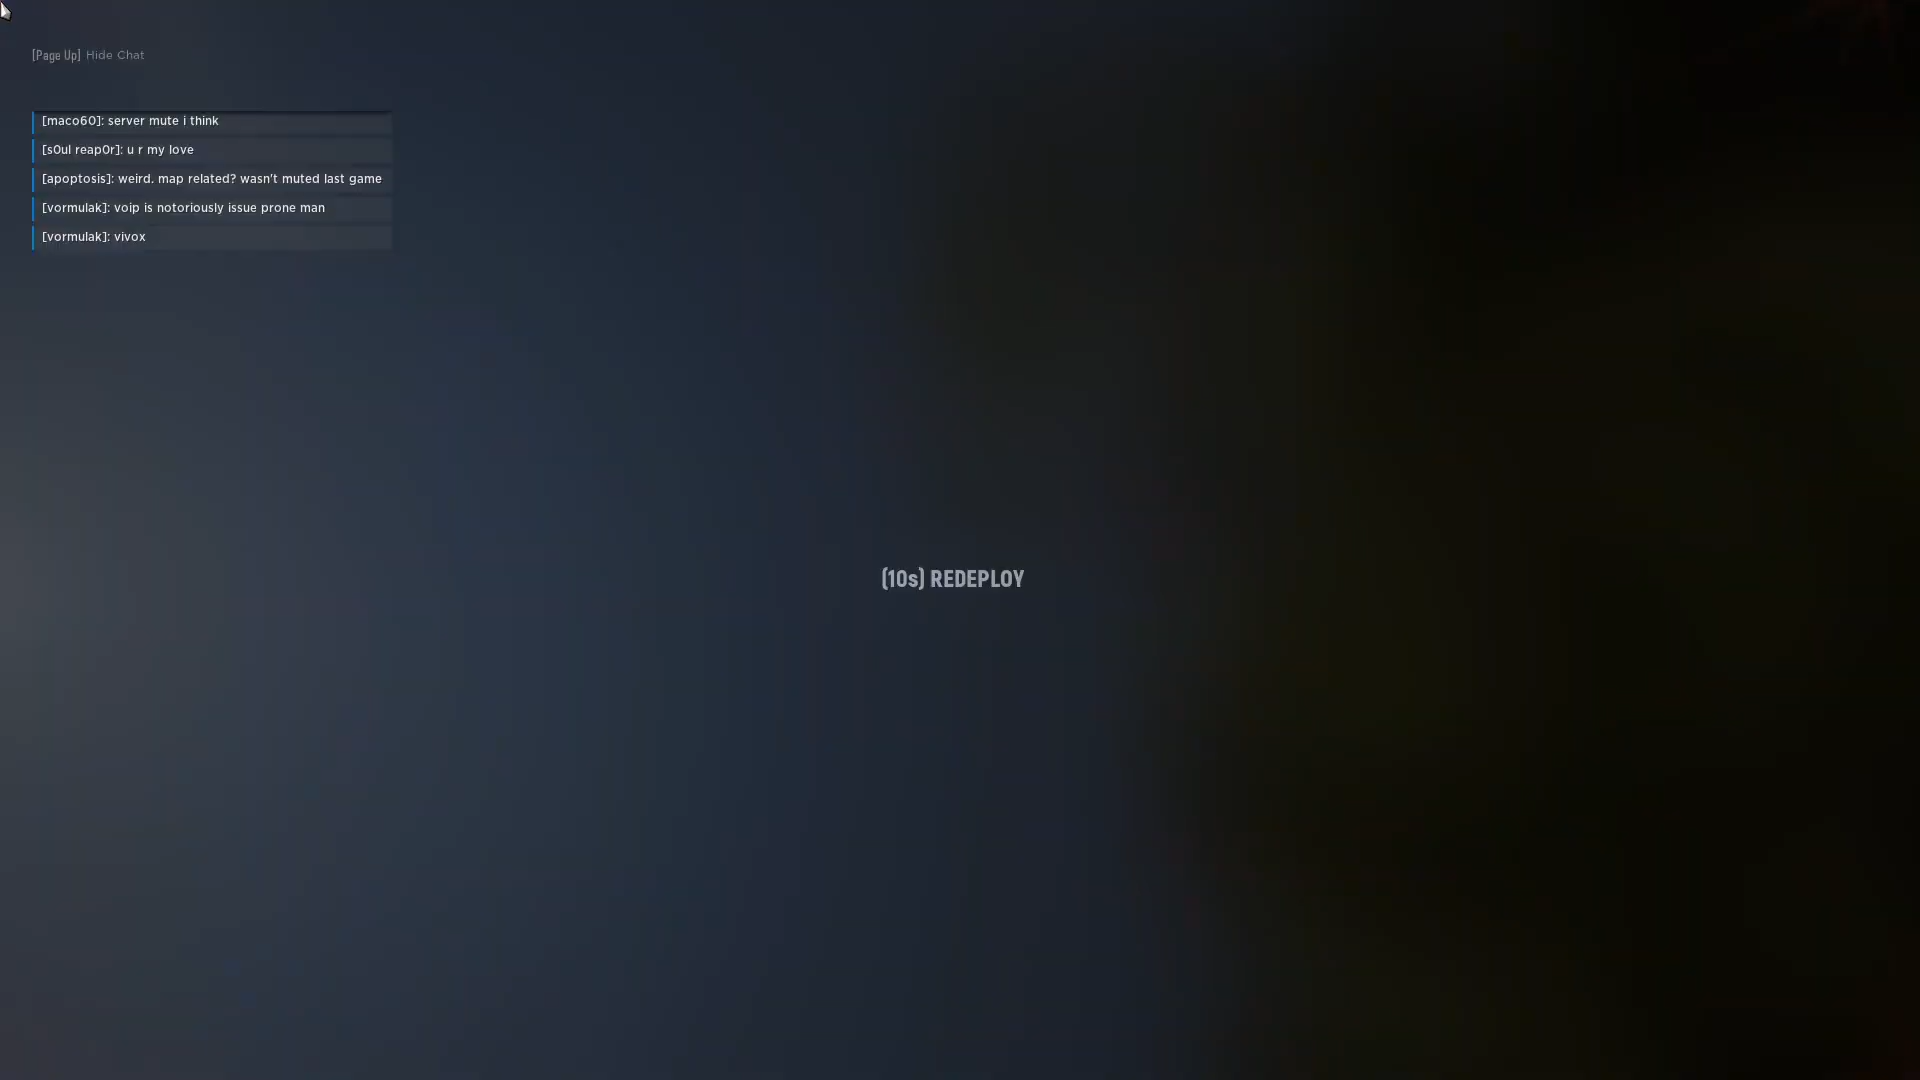 [Page Up] Hide Chat
[maco60]: server mute i think
[s0ul reap0r]: u r my love
[apoptosis]: weird. map related? wasn't muted last game
[vormulak]: voip is notoriously issue prone man
[vormulak]: vivox
(10s) REDEPLOY